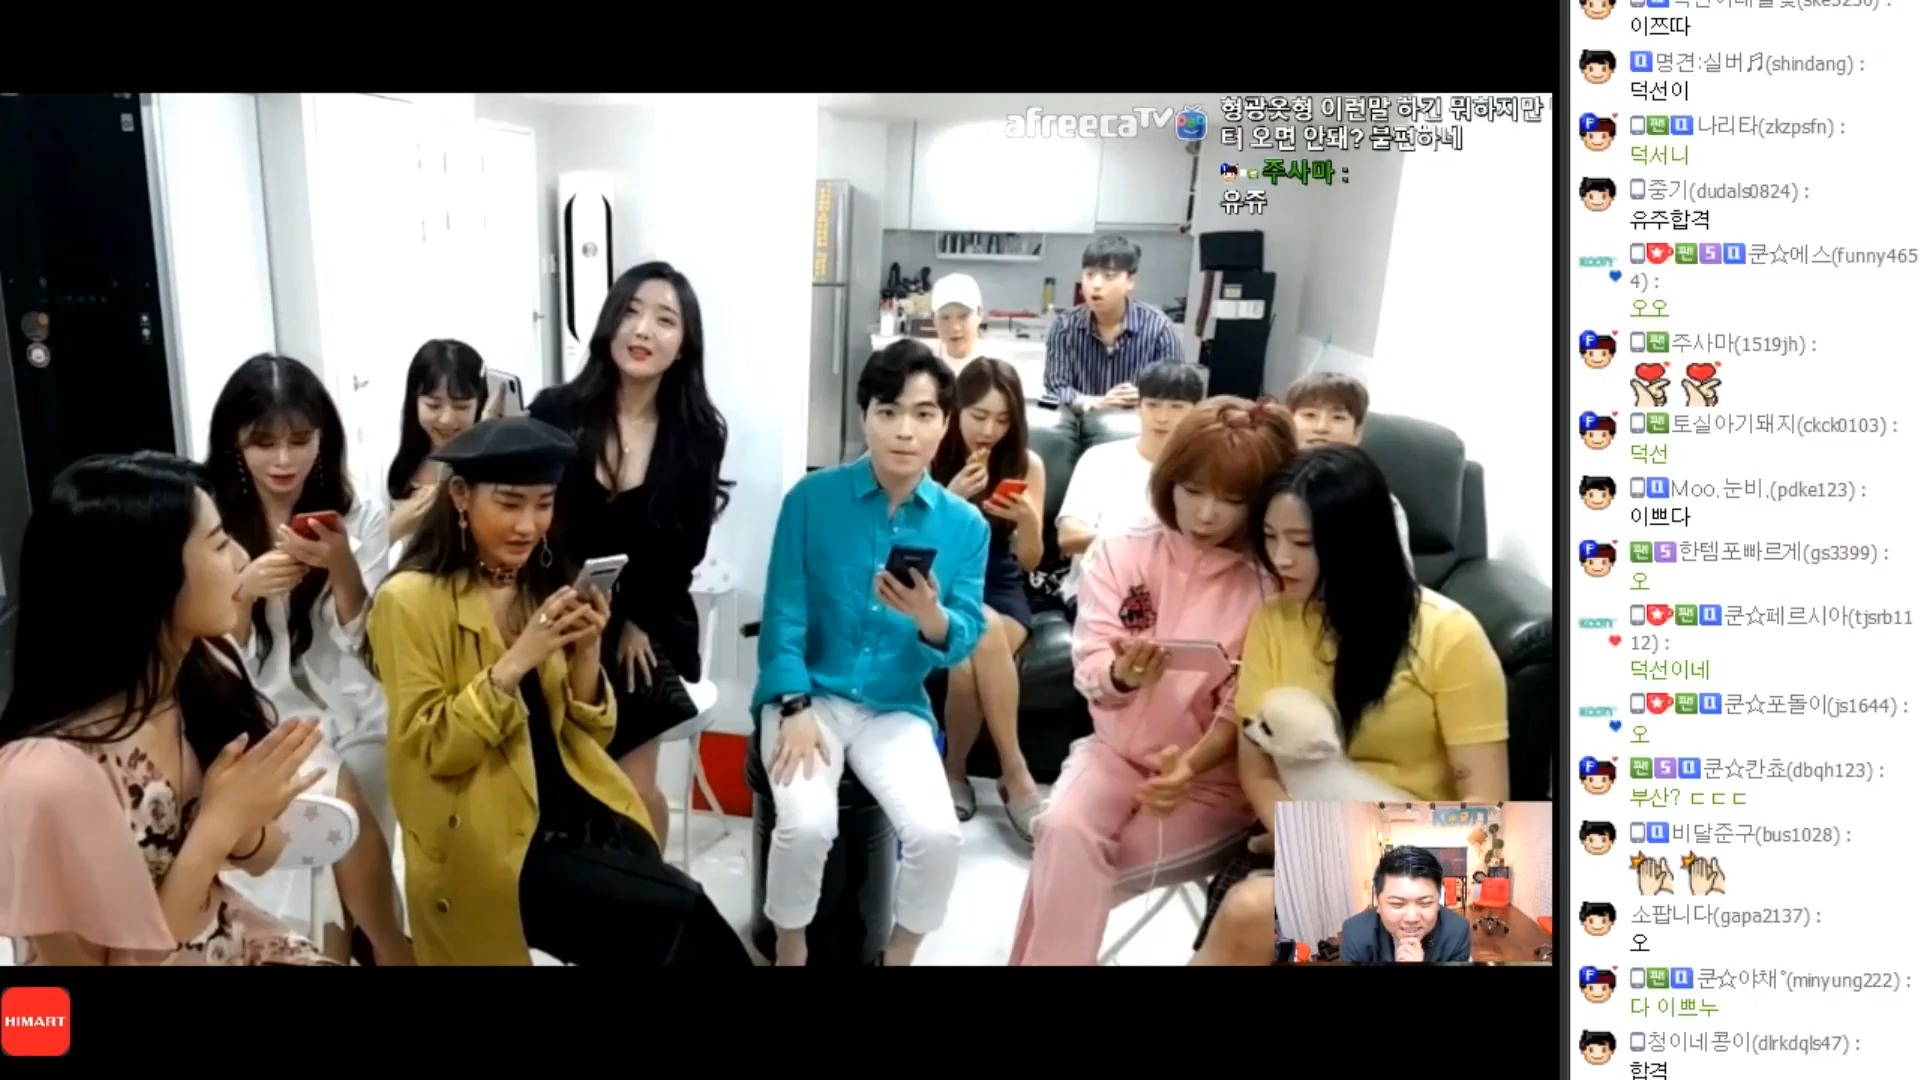 afreecaTV
형광옷형 이런말 하긴 뭐하지만
터 오면 안돼? 불편하네
주사마 :
유쥬
KOON
HIMART
이쯔따
명견:실버♬(shindang) :
덕선이
나리타(zkzpsfn) :
덕서니
중기(dudals0824) :
유주합격
쿤☆에스(funny465
4) :
오오
주사마(1519jh) :
토실아기돼지(ckck0103) :
덕선
Moo.눈비.(pdke123) :
이쁘다
한템포빠르게(gs3399) :
오
쿤☆페르시아(tjsrb11
12) :
덕선이네
쿤☆포돌이(js1644) :
오
쿤☆칸쵸(dbqh123) :
부산? ㄷㄷㄷ
비달준구(bus1028) :
소팝니다(gapa2137) :
오
쿤☆야채°(minyung222) :
다 이쁘누
청이네콩이(dlrkdqls47) :
합격